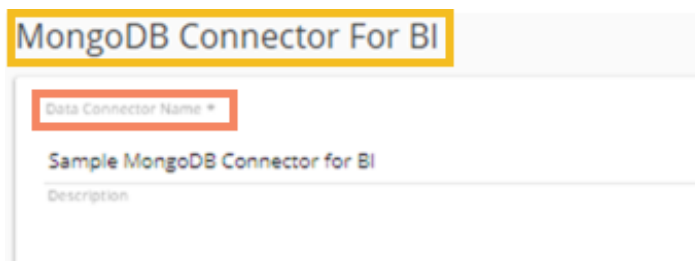 MongoDB Connector For BI
Data Connector Name *
Sample MongoDB Connector for BI
Description